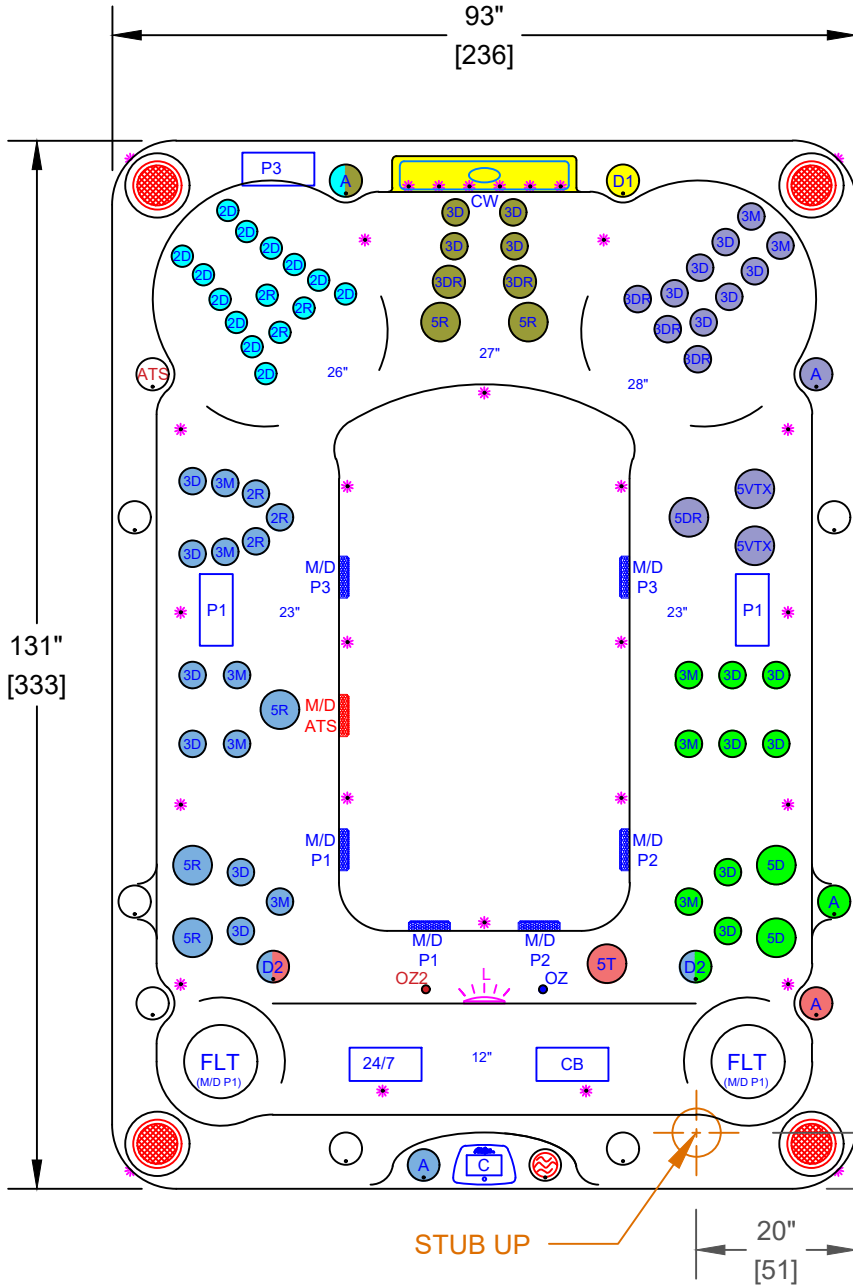 93"
[236]
P3
A
D1
CW
2D
2D
2D
2D
2D
2D
2D
2D
2D
2R
2R
2D
2R
2D
2D
3D
3D
3D
3D
3DR
3DR
5R
5R
3M
3D
3M
3D
3D
3D
3D
3DR
3DR
3D
3DR
26"
27"
28"
ATS
A
3D
3M
2R
2R
2R
3D
3M
5VTX
5DR
5VTX
M/D
P3
M/D
P3
P1
23"
23"
P1
131"
[333]
3D
3M
5R
3D
3M
M/D
ATS
3M
3D
3D
3M
3D
3D
M/D
P1
M/D
P2
5R
3D
3M
5R
3D
3D
5D
3M
3D
5D
A
D2
M/D
P1
M/D
P2
5T
D2
OZ2
L
OZ
A
FLT
(M/D P1)
24/7
12"
CB
FLT
(M/D P1)
A
C
STUB UP
20"
[51]